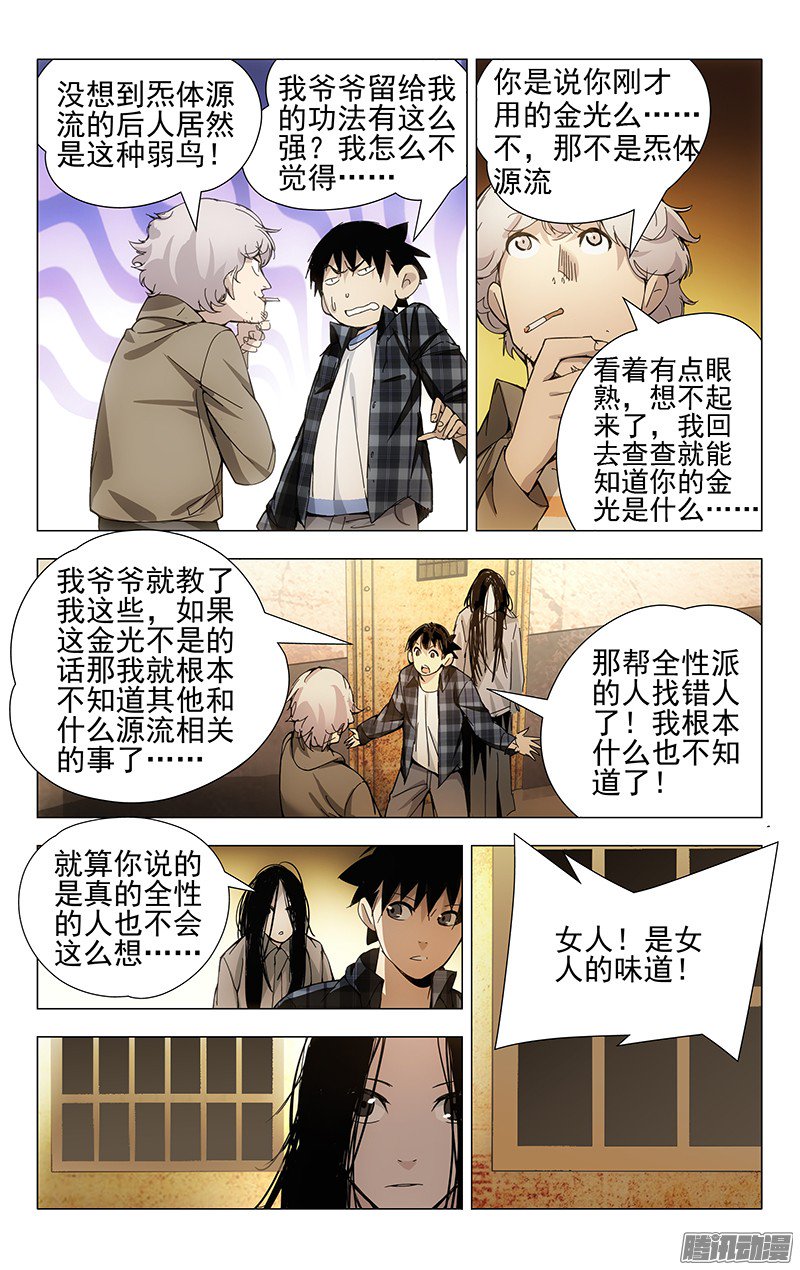 没想到炁体源
流的后人居然
是这种弱鸟！
我爷爷留给我
的功法有这么
强？我怎么不
觉得……
你是说你刚才
用的金光么……
不，那不是炁体
源流
看着有点眼
熟，想不起
来了，我回
去查查就能
知道你的金
光是什么……
我爷爷就教了
我这些，如果
这金光不是的
话那我就根本
不知道其他和
什么源流相关
的事了……
那帮全性派
的人找错人
了！我根本
什么也不知
道了！
就算你说的
是真的全性
的人也不会
这么想……
女人！是女
人的味道！
腾讯动漫